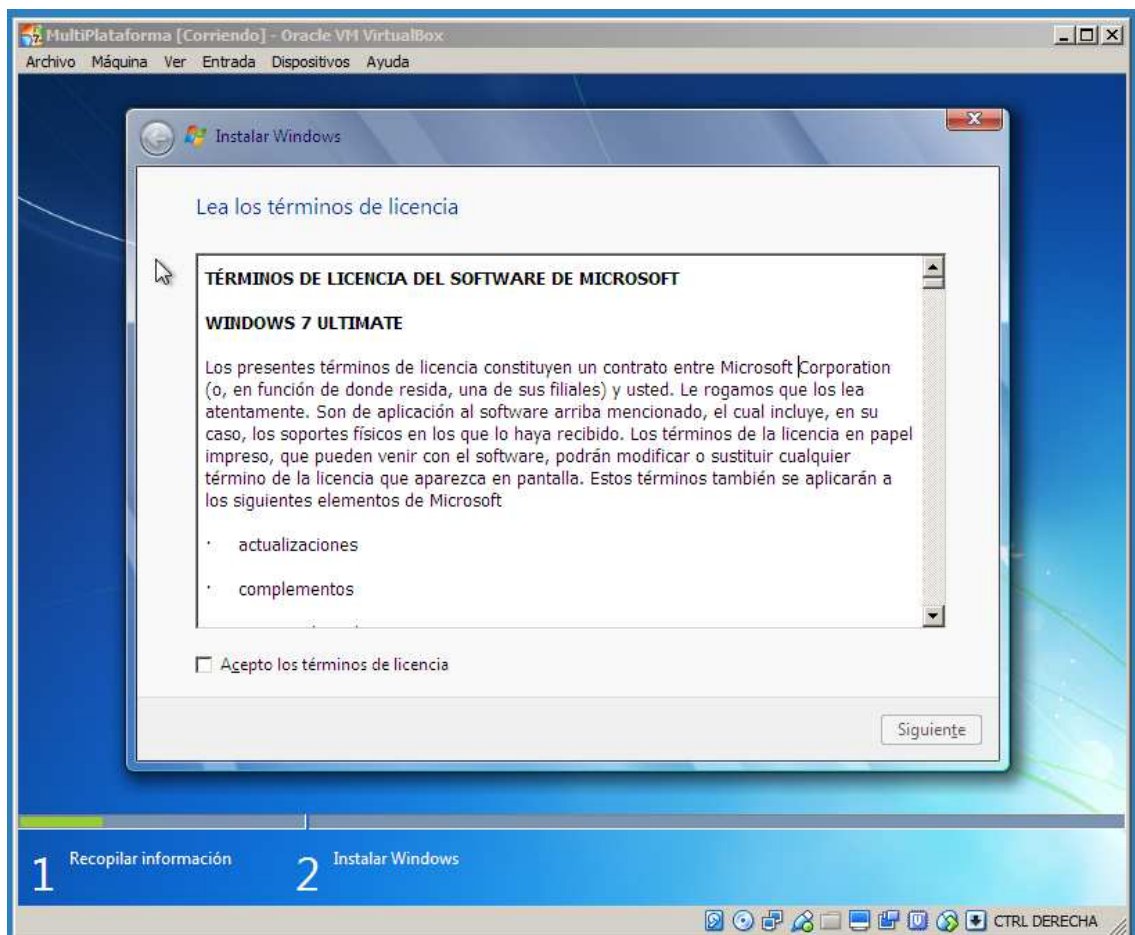 MultiPlataforma [Corriendo] - Oracle VM VirtualBox
Archivo Máquina Ver Entrada Dispositivos Ayuda
Instalar Windows
Lea los términos de licencia
TÉRMINOS DE LICENCIA DEL SOFTWARE DE MICROSOFT
WINDOWS 7 ULTIMATE
Los presentes términos de licencia constituyen un contrato entre Microsoft Corporation
(o, en función de donde resida, una de sus filiales) y usted. Le rogamos que los lea
atentamente. Son de aplicación al software arriba mencionado, el cual incluye, en su
caso, los soportes físicos en los que lo haya recibido. Los términos de la licencia en papel
impreso, que pueden venir con el software, podrán modificar o sustituir cualquier
término de la licencia que aparezca en pantalla. Estos términos también se aplicarán a
los siguientes elementos de Microsoft
· actualizaciones
· complementos
Acepto los términos de licencia
Siguiente
1 Recopilar información 2 Instalar Windows
CTRL DERECHA